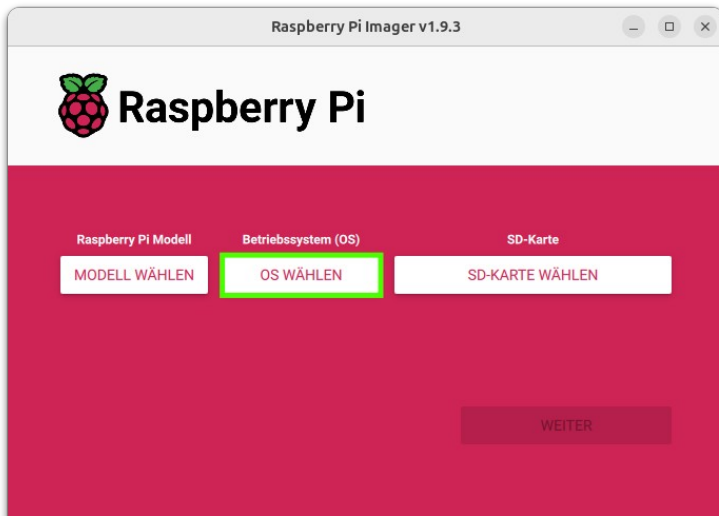 Raspberry Pi Imager v1.9.3
Raspberry Pi
Raspberry Pi Modell
Betriebssystem (OS)
SD-Karte
MODELL WÄHLEN
OS WÄHLEN
SD-KARTE WÄHLEN
WEITER